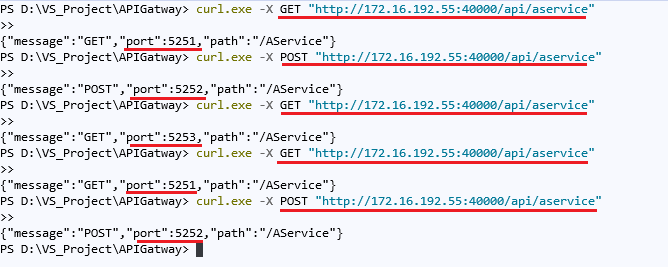 PS D:\VS_Project\APIGatway> curl.exe -X GET "http://172.16.192.55:40000/api/aservice"
>>
{"message":"GET","port":5251,"path":"/AService"}
PS D:\VS_Project\APIGatway> curl.exe -X POST "http://172.16.192.55:40000/api/aservice"
>>
{"message":"POST","port":5252,"path":"/AService"}
PS D:\VS_Project\APIGatway> curl.exe -X GET "http://172.16.192.55:40000/api/aservice"
>>
{"message":"GET","port":5253,"path":"/AService"}
PS D:\VS_Project\APIGatway> curl.exe -X GET "http://172.16.192.55:40000/api/aservice"
>>
{"message":"GET","port":5251,"path":"/AService"}
PS D:\VS_Project\APIGatway> curl.exe -X POST "http://172.16.192.55:40000/api/aservice"
>>
{"message":"POST","port":5252,"path":"/AService"}
PS D:\VS_Project\APIGatway>